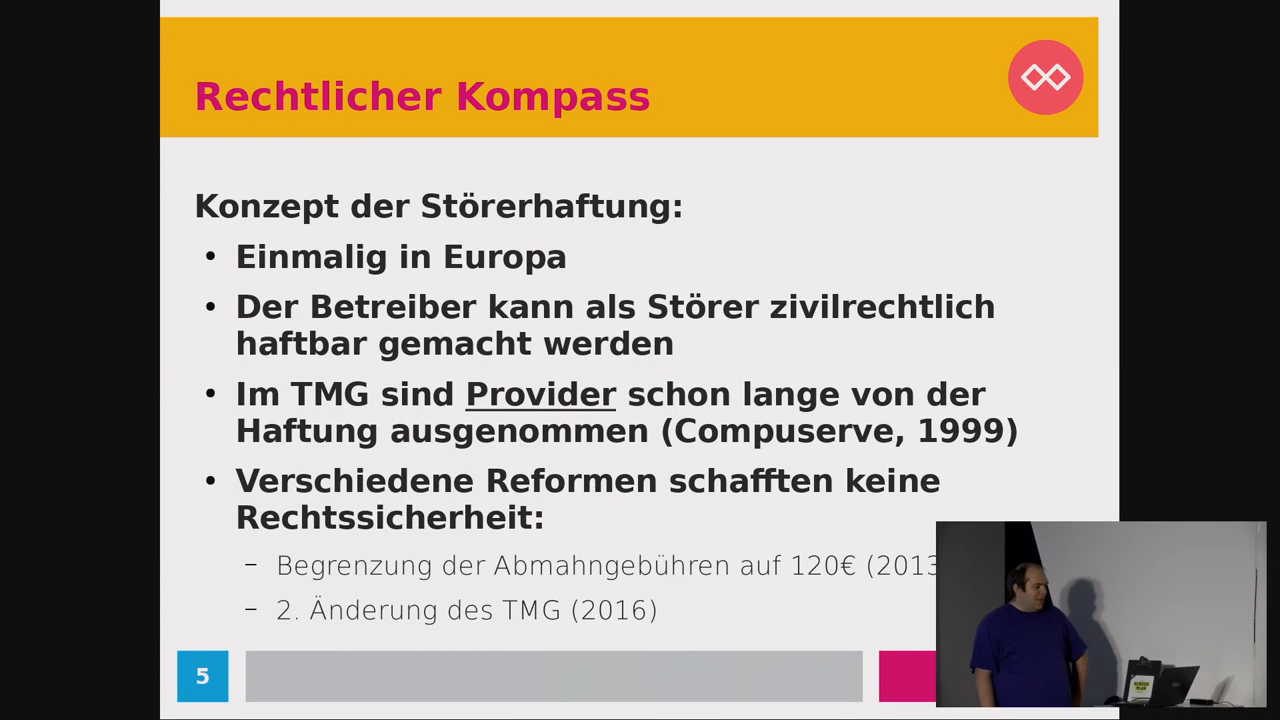 Rechtlicher Kompass
Konzept der Störerhaftung:
• Einmalig in Europa
• Der Betreiber kann als Störer zivilrechtlich
haftbar gemacht werden
• Im TMG sind Provider schon lange von der
Haftung ausgenommen (Compuserve, 1999)
• Verschiedene Reformen schafften keine
Rechtssicherheit:
– Begrenzung der Abmahngebühren auf 120€ (2013
– 2. Änderung des TMG (2016)
5